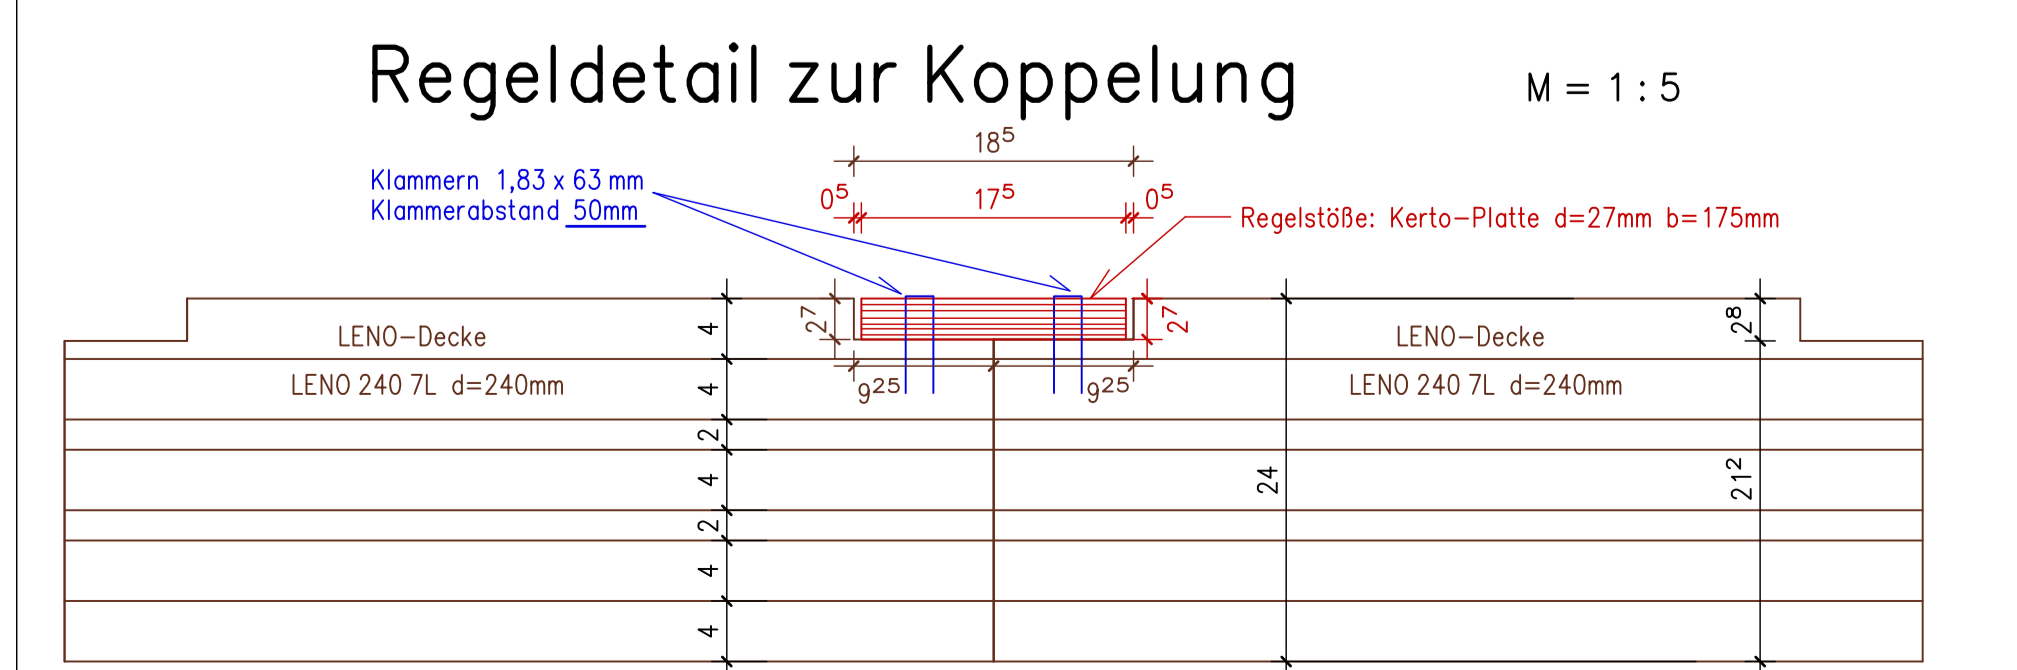 Regeldetail zur Koppelung
M = 1 : 5
18⁵
Klammern 1,83 x 63 mm
Klammerabstand 50mm
0⁵ 17⁵ 0⁵
Regelstöße: Kerto-Platte d=27mm b=175mm
4
2⁷
2⁷
2⁸
LENO-Decke
LENO-Decke
LENO 240 7L d=240mm
4
9²⁵
9²⁵
LENO 240 7L d=240mm
2
4
24
21²
2
4
4